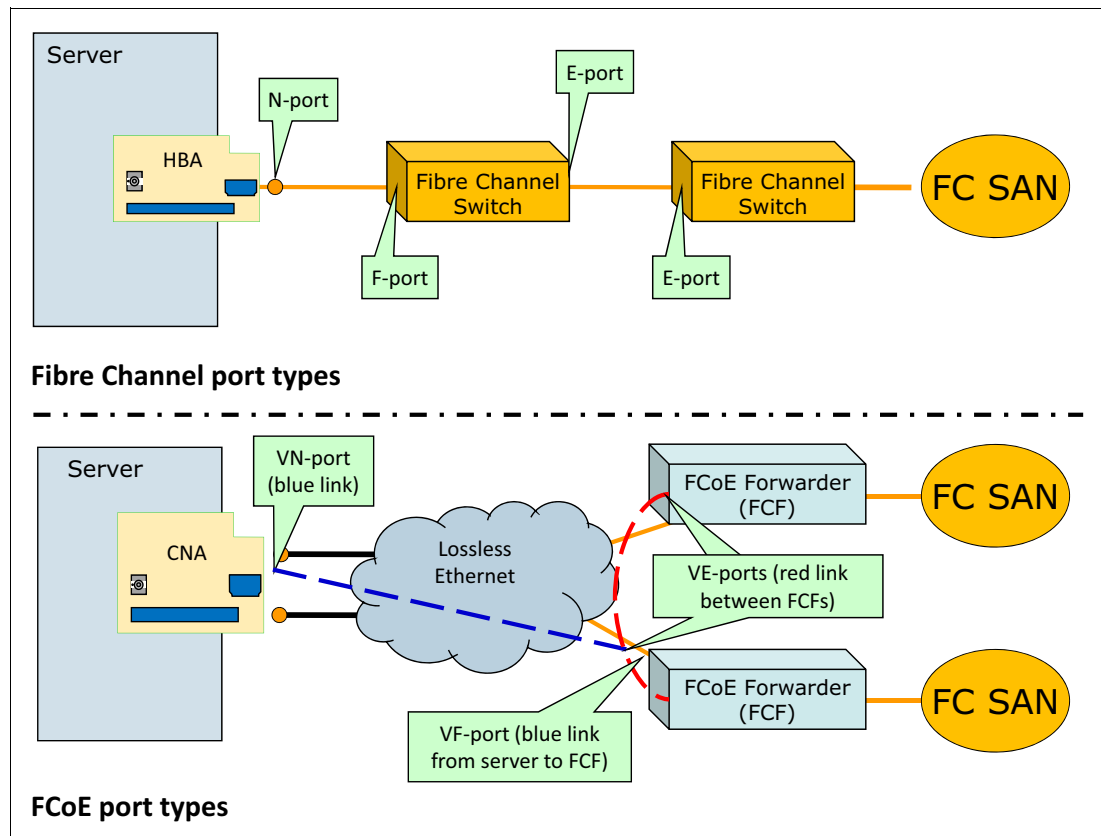 Server
HBA
N-port
E-port
Fibre Channel
Switch
Fibre Channel
Switch
FC SAN
F-port
E-port
Fibre Channel port types
Server
CNA
VN-port
(blue link)
Lossless
Ethernet
FCoE Forwarder
(FCF)
FC SAN
VE-ports (red link
between FCFs)
FCoE Forwarder
(FCF)
FC SAN
VF-port (blue link
from server to FCF)
FCoE port types